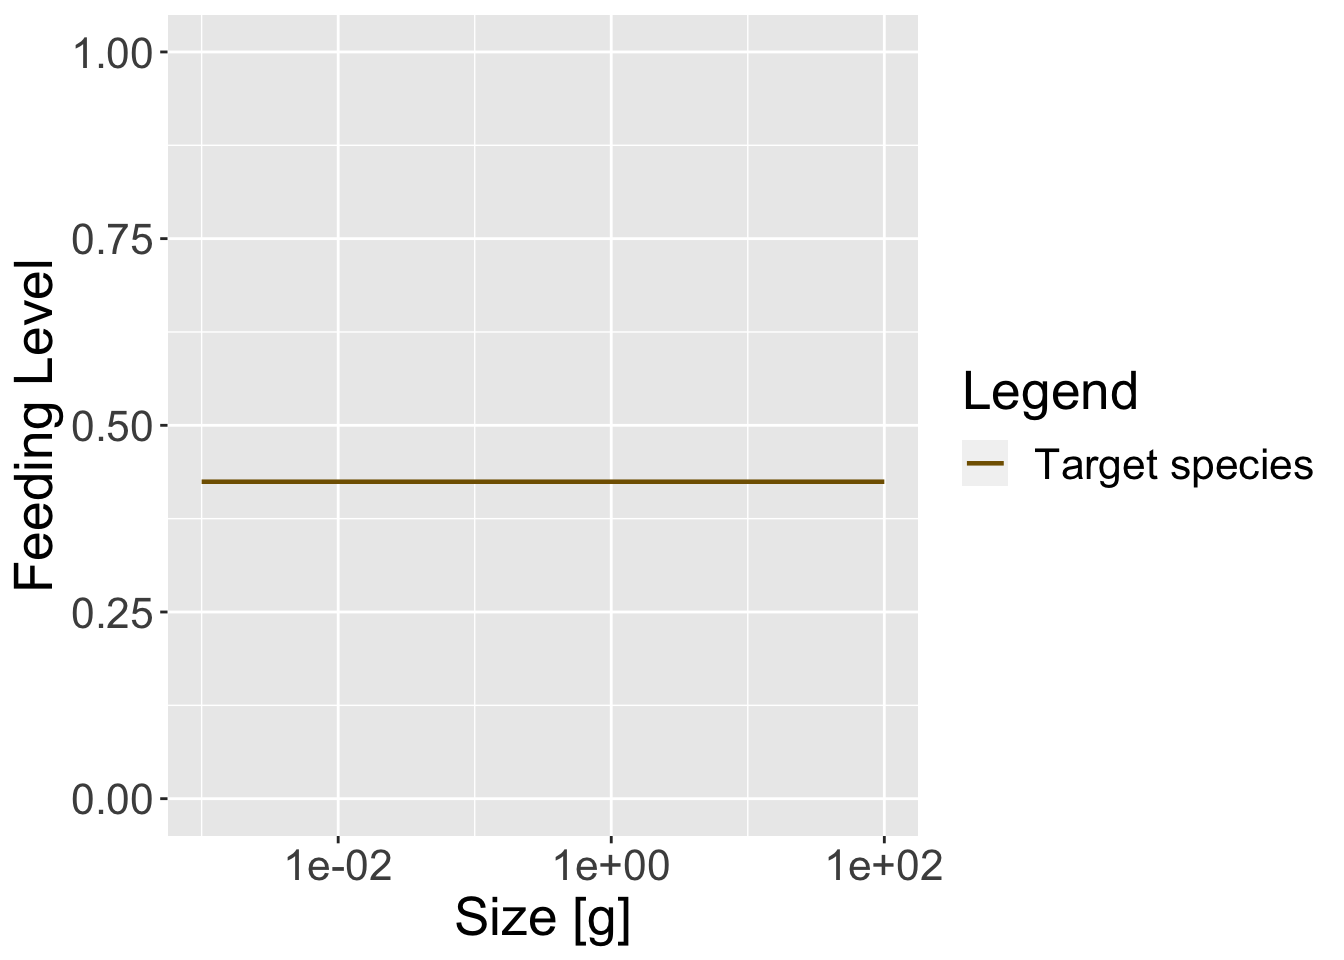 1.00
0.75
0.50
0.25
0.00
Feeding Level
1e-02 1e+00 1e+02
Size [g]
Legend
Target species